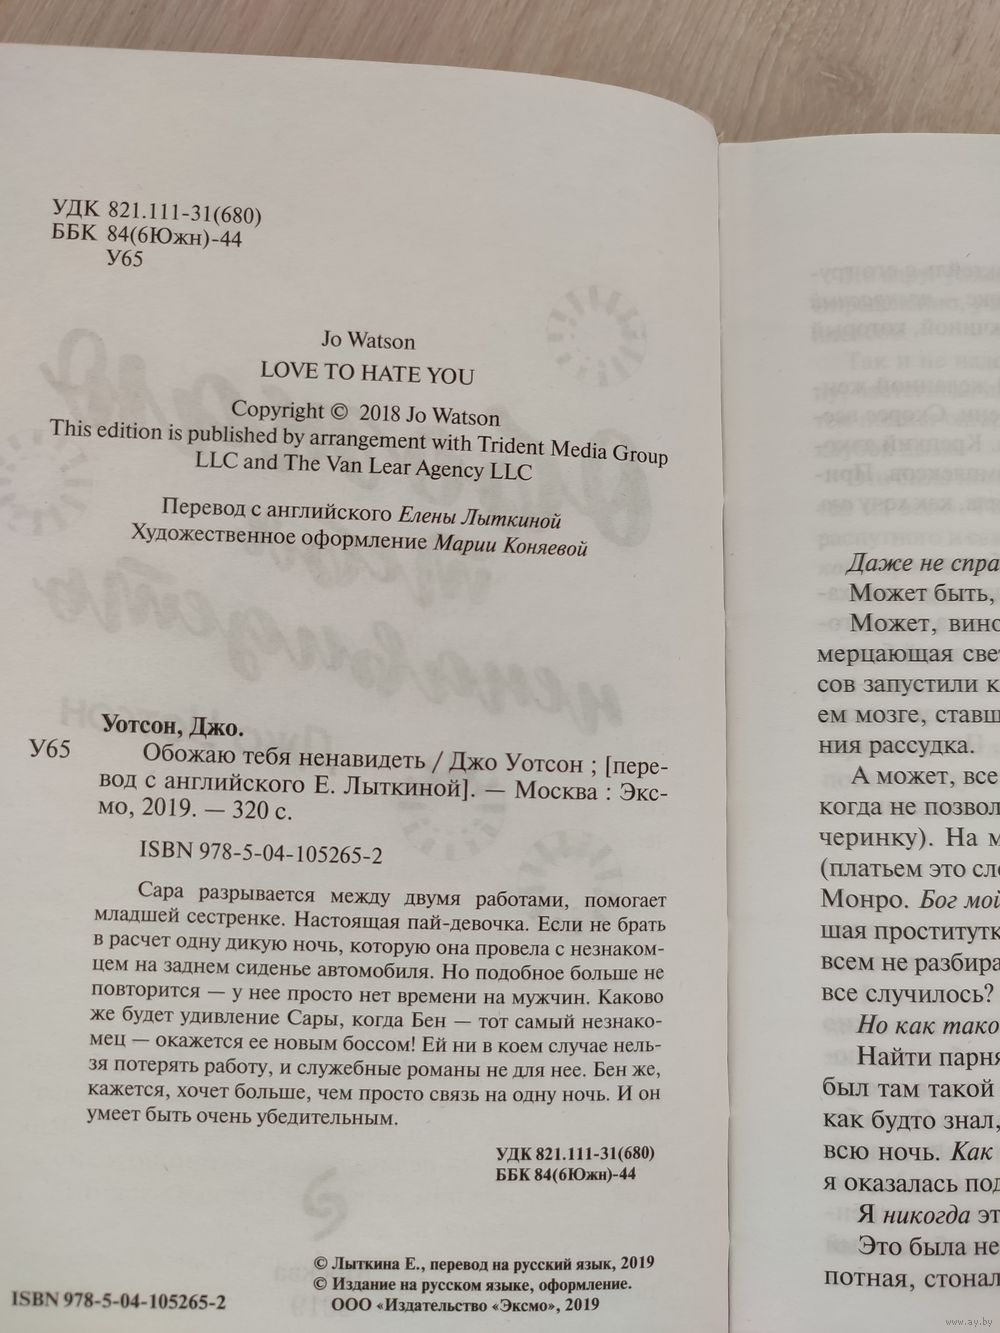 УДК 821.111-31(680)
ББК 84(6Южн)-44
У65
Jo Watson
LOVE TO HATE YOU
Copyright © 2018 Jo Watson
This edition is published by arrangement with Trident Media Group
LLC and The Van Lear Agency LLC
Перевод с английского Елены Лыткиной
Художественное оформление Марии Коняевой
Уотсон, Джо.
У65 Обожаю тебя ненавидеть / Джо Уотсон ; [пере-
вод с английского Е. Лыткиной]. — Москва : Экс-
мо, 2019. — 320 с.
ISBN 978-5-04-105265-2
Сара разрывается между двумя работами, помогает
младшей сестренке. Настоящая пай-девочка. Если не брать
в расчет одну дикую ночь, которую она провела с незнаком-
цем на заднем сиденье автомобиля. Но подобное больше не
повторится — у нее просто нет времени на мужчин. Каково
же будет удивление Сары, когда Бен — тот самый незнако-
мец — окажется ее новым боссом! Ей ни в коем случае нель-
зя потерять работу, и служебные романы не для нее. Бен же,
кажется, хочет больше, чем просто связь на одну ночь. И он
умеет быть очень убедительным.
УДК 821.111-31(680)
ББК 84(6Южн)-44
© Лыткина Е., перевод на русский язык, 2019
© Издание на русском языке, оформление.
ООО «Издательство «Эксмо», 2019
ISBN 978-5-04-105265-2
Даже не спра
Может быть,
Может, вино
мерцающая свет
сов запустили к
ем мозге, ставш
ния рассудка.
А может, все
когда не позвол
черинку). На м
(платьем это сло
Монро. Бог мой
шая проститутк
всем не разбира
все случилось?
Но как тако
Найти парня
был там такой
как будто знал,
всю ночь. Как
я оказалась под
Я никогда эт
Это была не
потная, стонал
www.ay.by